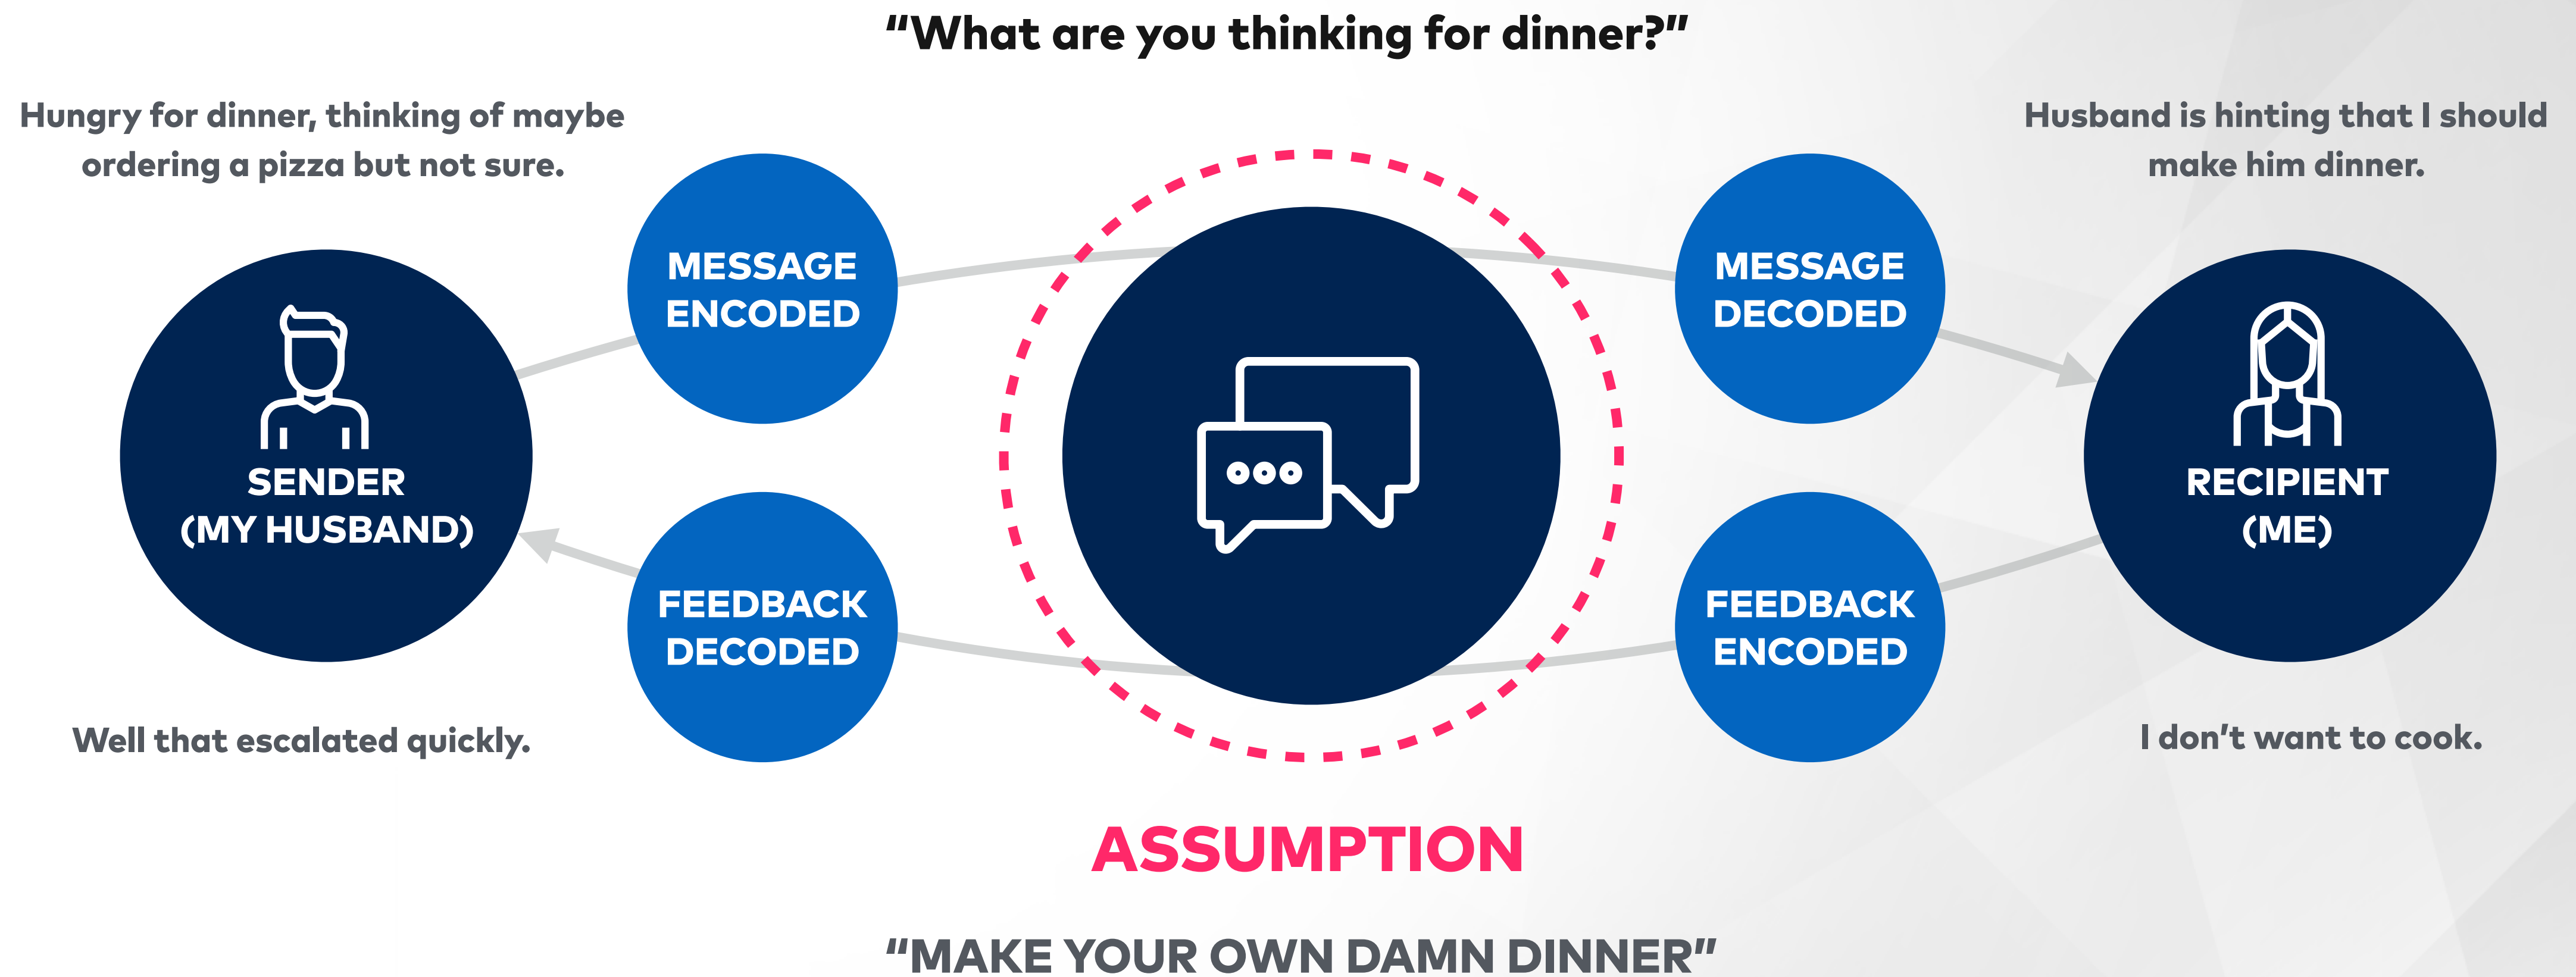 “What are you thinking for dinner?”
Hungry for dinner, thinking of maybe
ordering a pizza but not sure.
Husband is hinting that I should
make him dinner.
MESSAGE
ENCODED
MESSAGE
DECODED
SENDER
(MY HUSBAND)
RECIPIENT
(ME)
FEEDBACK
DECODED
FEEDBACK
ENCODED
Well that escalated quickly.
I don’t want to cook.
ASSUMPTION
“MAKE YOUR OWN DAMN DINNER”